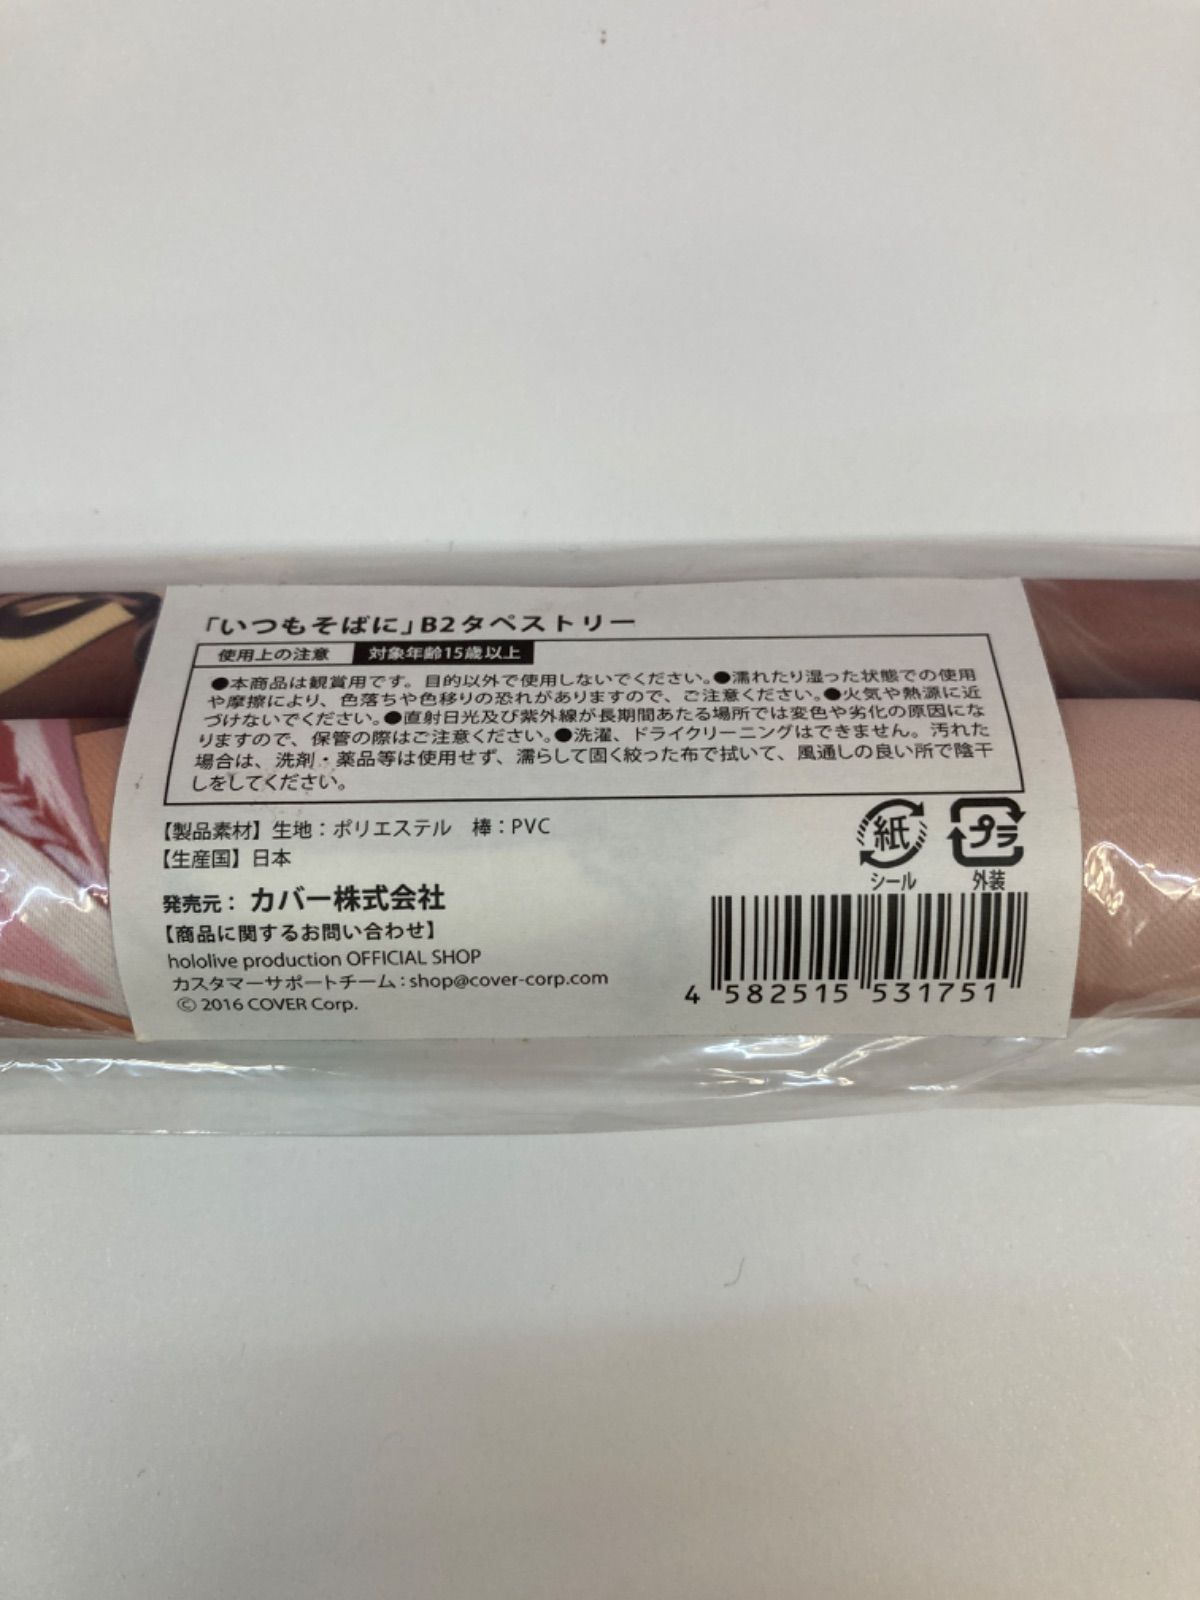 「いつもそばに」B2タペストリー
使用上の注意 対象年齢15歳以上
●本商品は観賞用です。目的以外で使用しないでください。●濡れたり湿った状態での使用
や摩擦により、色落ちや色移りの恐れがありますので、ご注意ください。●火気や熱源に近
づけないでください。●直射日光及び紫外線が長期間あたる場所では変色や劣化の原因にな
りますので、保管の際はご注意ください。●洗濯、ドライクリーニングはできません。汚れた
場合は、洗剤・薬品等は使用せず、濡らして固く絞った布で拭いて、風通しの良い所で陰干
しをしてください。
【製品素材】生地：ポリエステル 棒：PVC
【生産国】日本
紙 プラ
シール 外装
発売元：カバー株式会社
【商品に関するお問い合わせ】
hololive production OFFICIAL SHOP
カスタマーサポートチーム：shop@cover-corp.com
© 2016 COVER Corp.
4 582515 531751